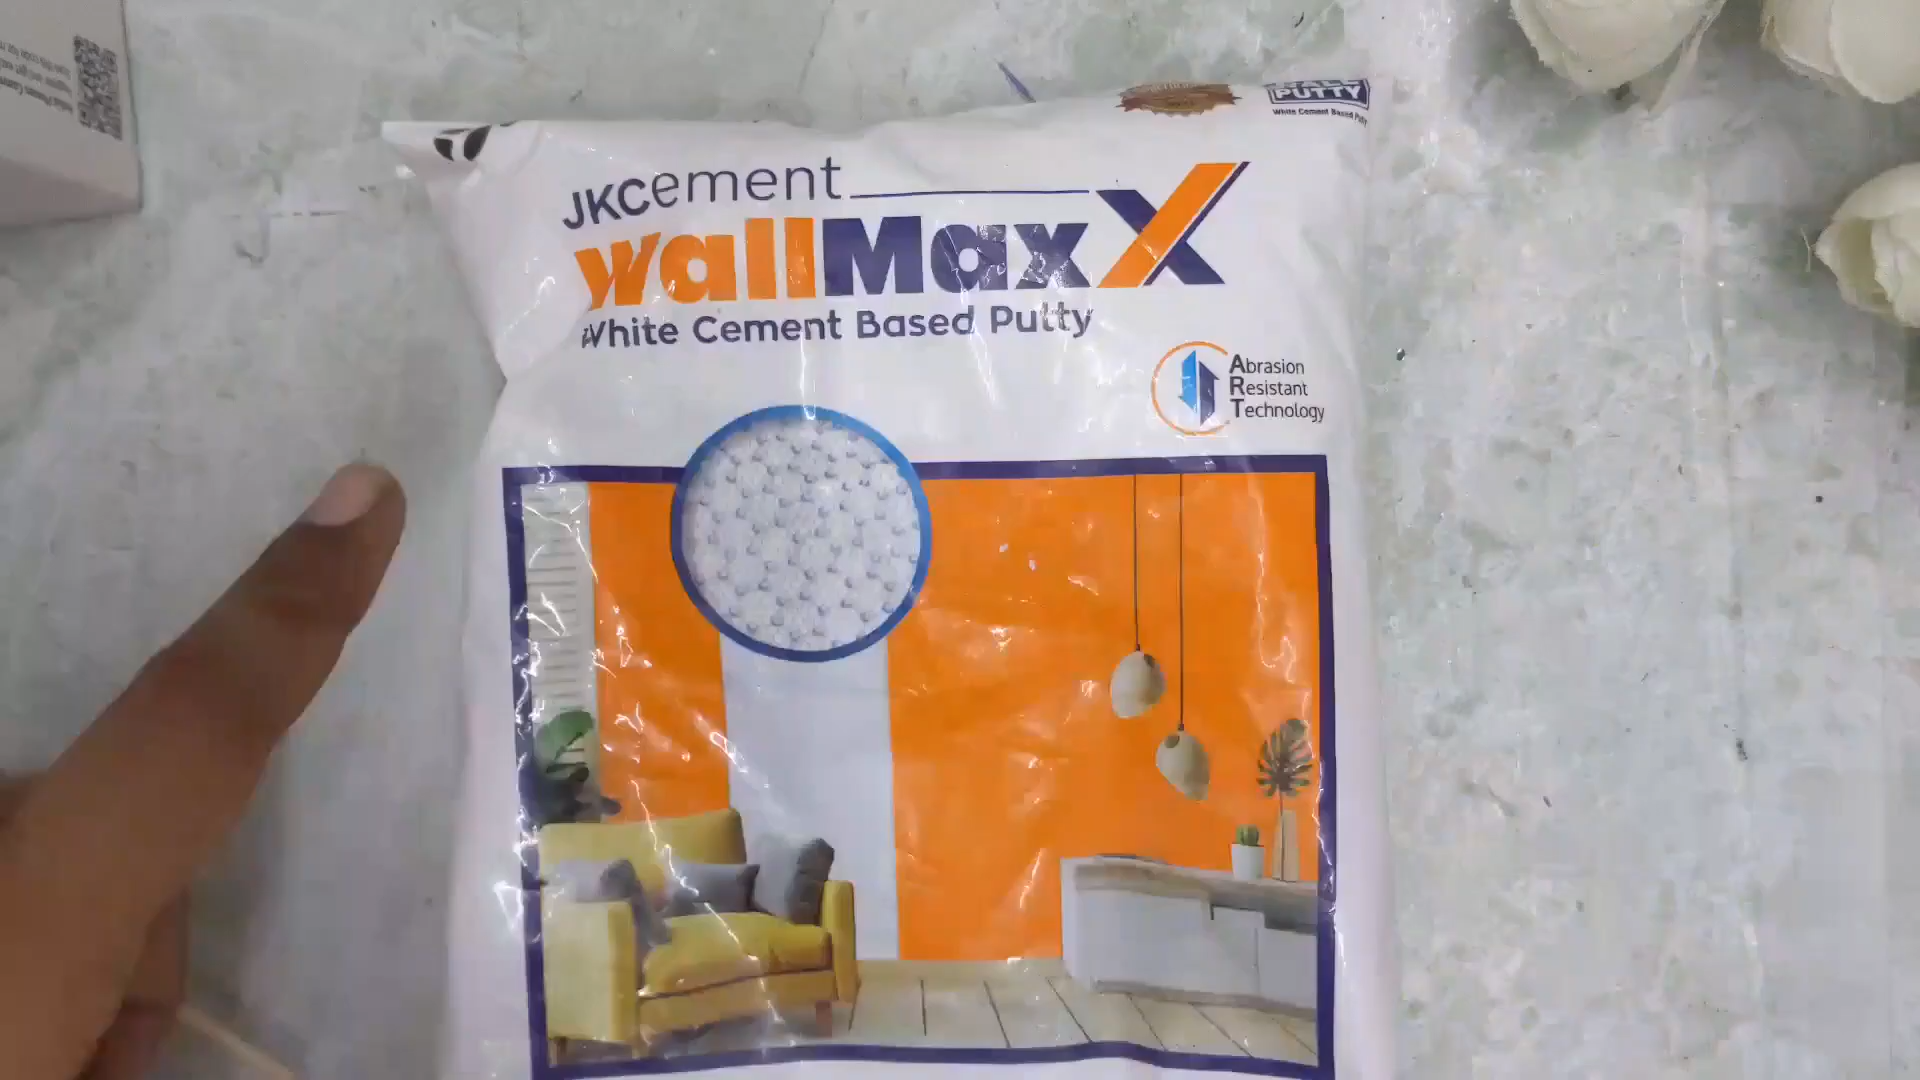 PUTTY
White Cement Based Putty
JKCement
wallMaxX
White Cement Based Putty
Abrasion
Resistant
Technology